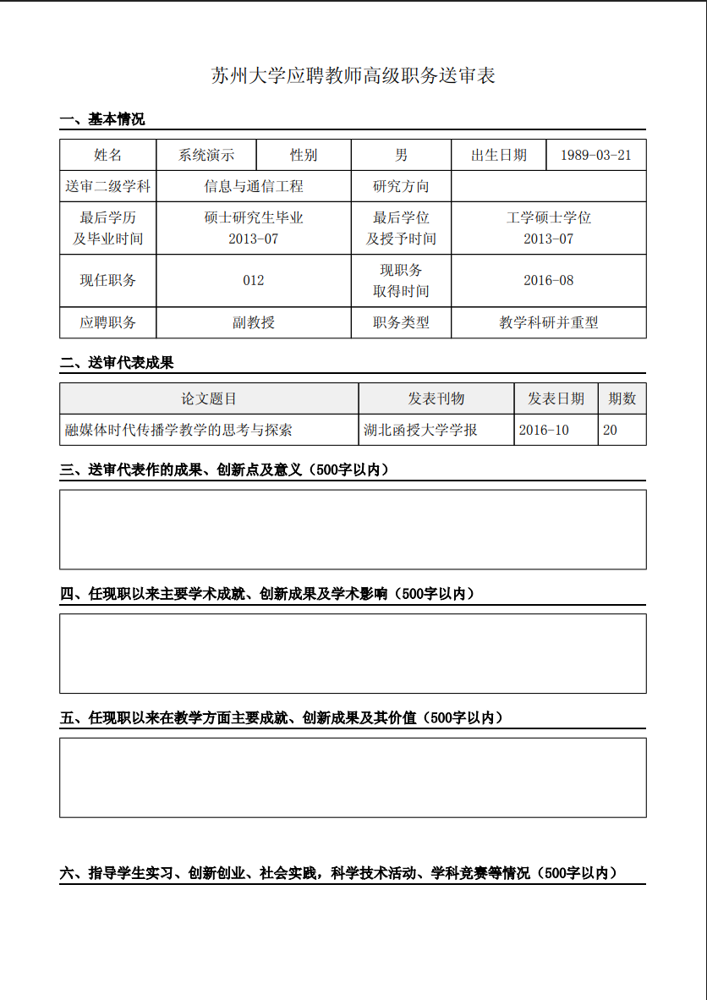 苏州大学应聘教师高级职务送审表
一、基本情况
姓名 系统演示 性别 男 出生日期 1989-03-21
送审二级学科 信息与通信工程 研究方向
最后学历 硕士研究生毕业 最后学位 工学硕士学位
及毕业时间 2013-07 及授予时间 2013-07
现任职务 012 现职务 2016-08
取得时间
应聘职务 副教授 职务类型 教学科研并重型
二、送审代表成果
论文题目 发表刊物 发表日期 期数
融媒体时代传播学教学的思考与探索 湖北函授大学学报 2016-10 20
三、送审代表作的成果、创新点及意义（500字以内）
四、任现职以来主要学术成就、创新成果及学术影响（500字以内）
五、任现职以来在教学方面主要成就、创新成果及其价值（500字以内）
六、指导学生实习、创新创业、社会实践，科学技术活动、学科竞赛等情况（500字以内）